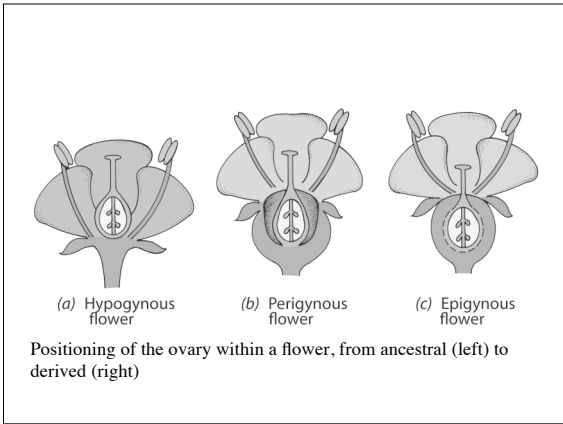 (a) Hypogynous
flower
(b) Perigynous
flower
(c) Epigynous
flower
Positioning of the ovary within a flower, from ancestral (left) to
derived (right)